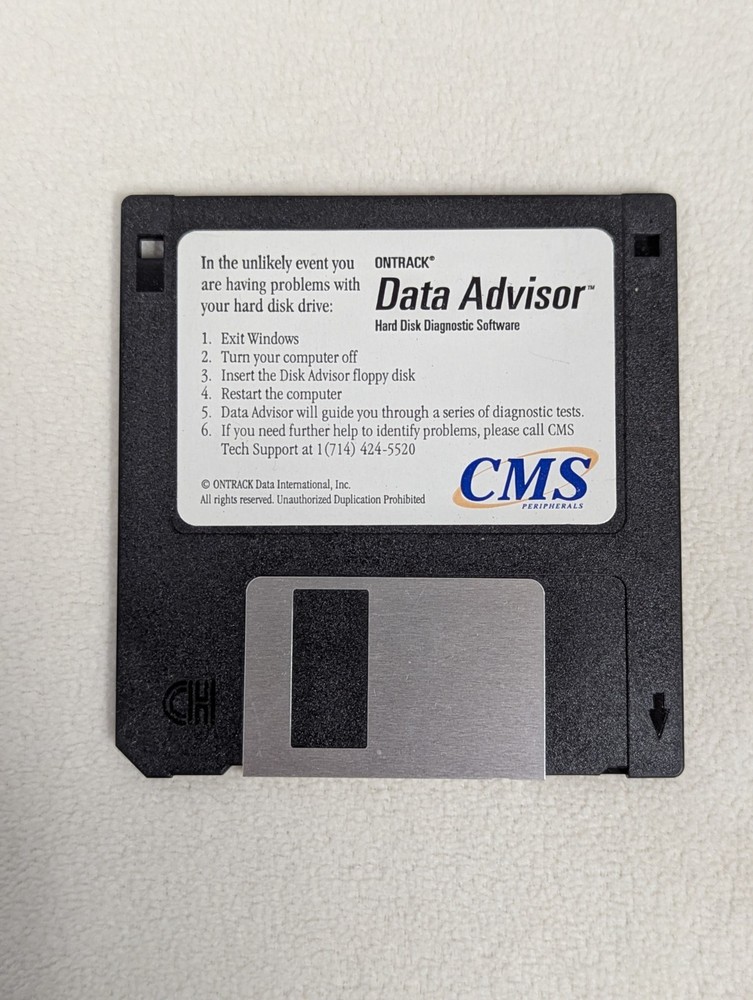 In the unlikely event you
are having problems with
your hard disk drive:
ONTRACK®
Data Advisor™
Hard Disk Diagnostic Software
1. Exit Windows
2. Turn your computer off
3. Insert the Disk Advisor floppy disk
4. Restart the computer
5. Data Advisor will guide you through a series of diagnostic tests.
6. If you need further help to identify problems, please call CMS
Tech Support at 1(714) 424-5520
© ONTRACK Data International, Inc.
All rights reserved. Unauthorized Duplication Prohibited
CMS
PERIPHERALS